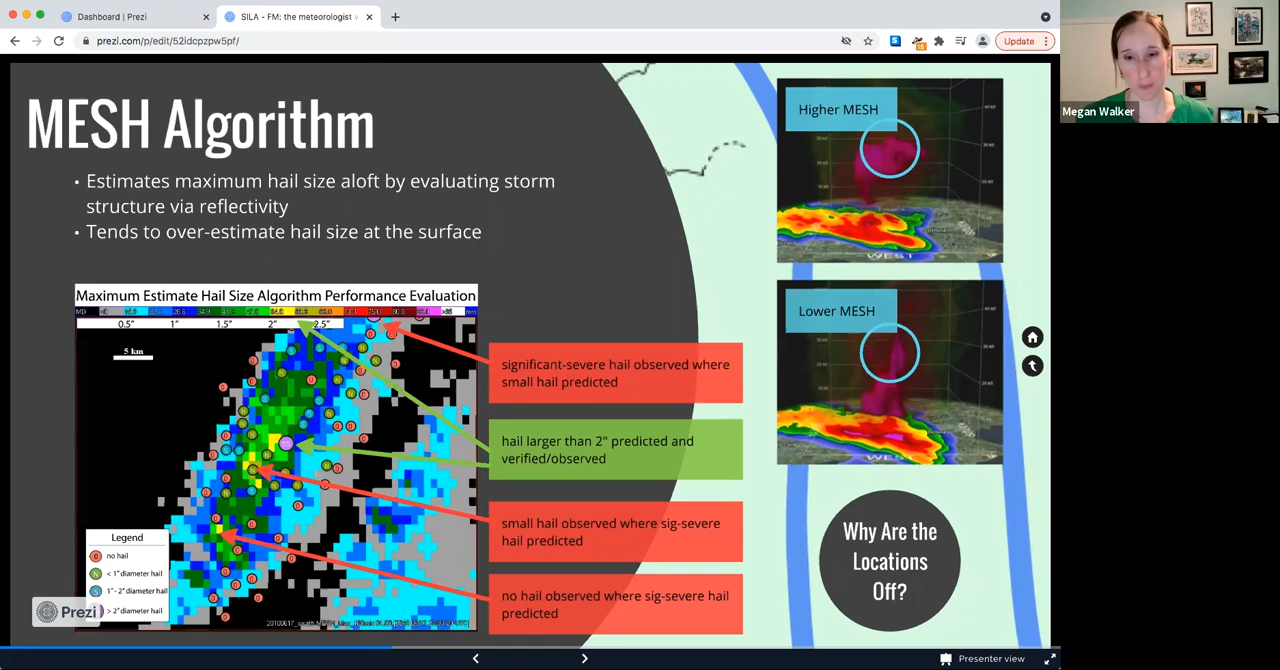 Dashboard | Prezi
SILA - FM: the meteorologist v
prezi.com/p/edit/52idcpzpw5pf/
Update
Megan Walker
MESH Algorithm
• Estimates maximum hail size aloft by evaluating storm
structure via reflectivity
• Tends to over-estimate hail size at the surface
Maximum Estimate Hail Size Algorithm Performance Evaluation
0.5" 1" 1.5" 2" 2.5"
5 km
significant-severe hail observed where
small hail predicted
hail larger than 2" predicted and
verified/observed
small hail observed where sig-severe
hail predicted
no hail observed where sig-severe hail
predicted
Legend
no hail
< 1" diameter hail
1"- 2" diameter hail
> 2" diameter hail
Prezi
Higher MESH
WEST
Lower MESH
WEST
Why Are the
Locations
Off?
Presenter view